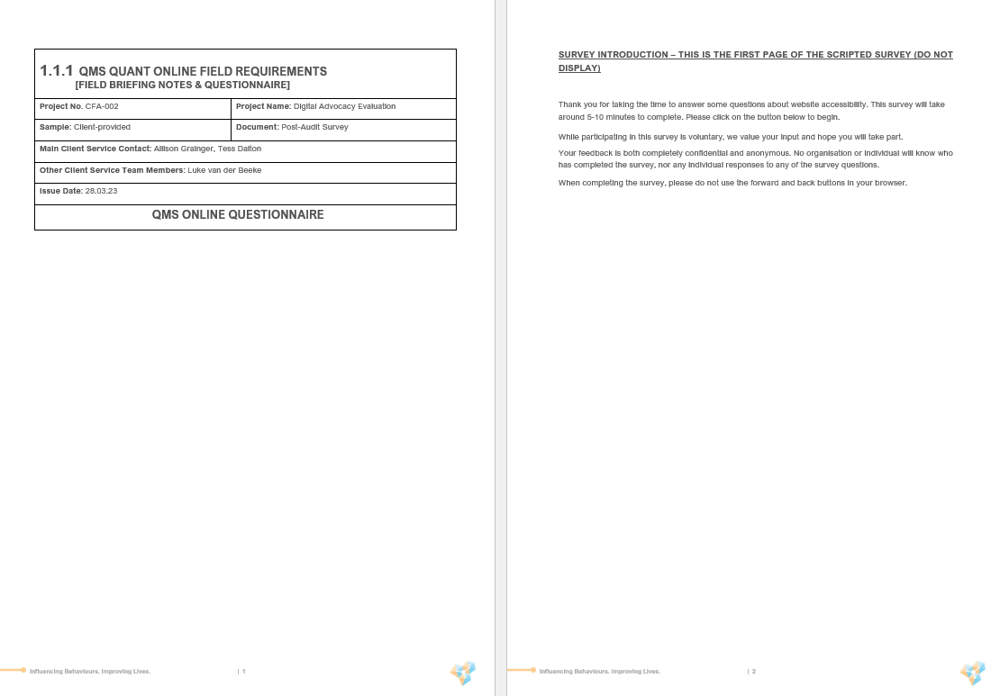 1.1.1 QMS QUANT ONLINE FIELD REQUIREMENTS
[FIELD BRIEFING NOTES & QUESTIONNAIRE]
Project No. CFA-002
Project Name: Digital Advocacy Evaluation
Sample: Client-provided
Document: Post-Audit Survey
Main Client Service Contact: Allison Grainger, Tess Dalton
Other Client Service Team Members: Luke van der Beeke
Issue Date: 28.03.23
QMS ONLINE QUESTIONNAIRE
Influencing Behaviours. Improving Lives.
| 1
SURVEY INTRODUCTION – THIS IS THE FIRST PAGE OF THE SCRIPTED SURVEY (DO NOT
DISPLAY)
Thank you for taking the time to answer some questions about website accessibility. This survey will take
around 5-10 minutes to complete. Please click on the button below to begin.
While participating in this survey is voluntary, we value your input and hope you will take part.
Your feedback is both completely confidential and anonymous. No organisation or individual will know who
has completed the survey, nor any individual responses to any of the survey questions.
When completing the survey, please do not use the forward and back buttons in your browser.
Influencing Behaviours. Improving Lives.
| 2